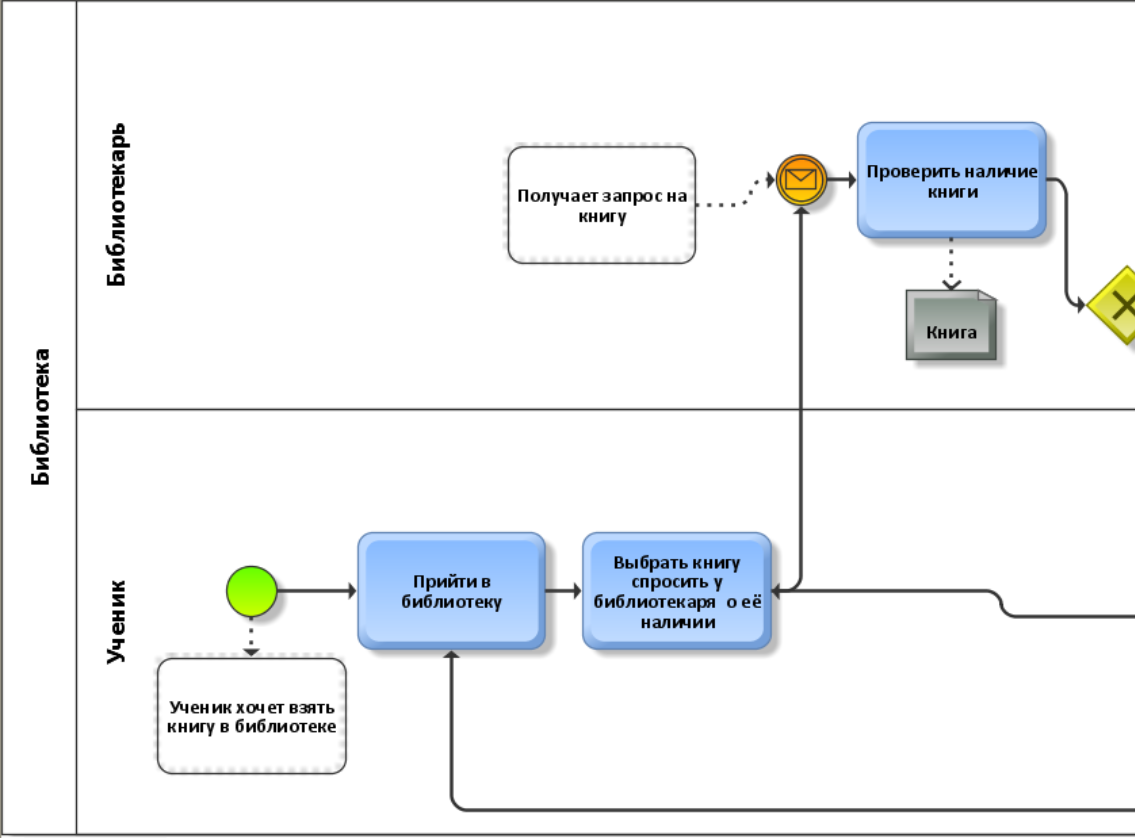 Библиотека
Библиотекарь
Получает запрос на
книгу
Проверить наличие
книги
Книга
Ученик
Прийти в
библиотеку
Выбрать книгу
спросить у
библиотекаря о её
наличии
Ученик хочет взять
книгу в библиотеке